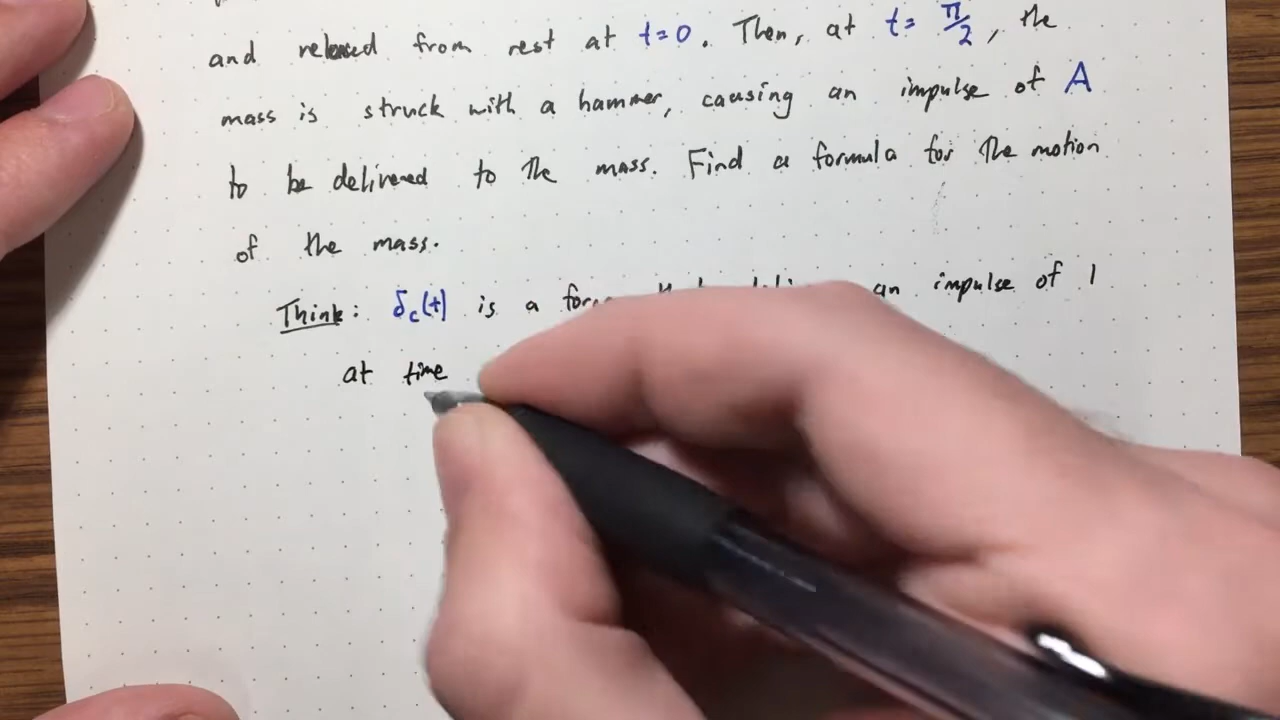 and released from rest at t=0. Then, at t= π/2, the
mass is struck with a hammer, causing an impulse of A
to be delivered to the mass. Find a formula for the motion
of the mass.
Think: δ_c(t) is a an impulse of 1
at time